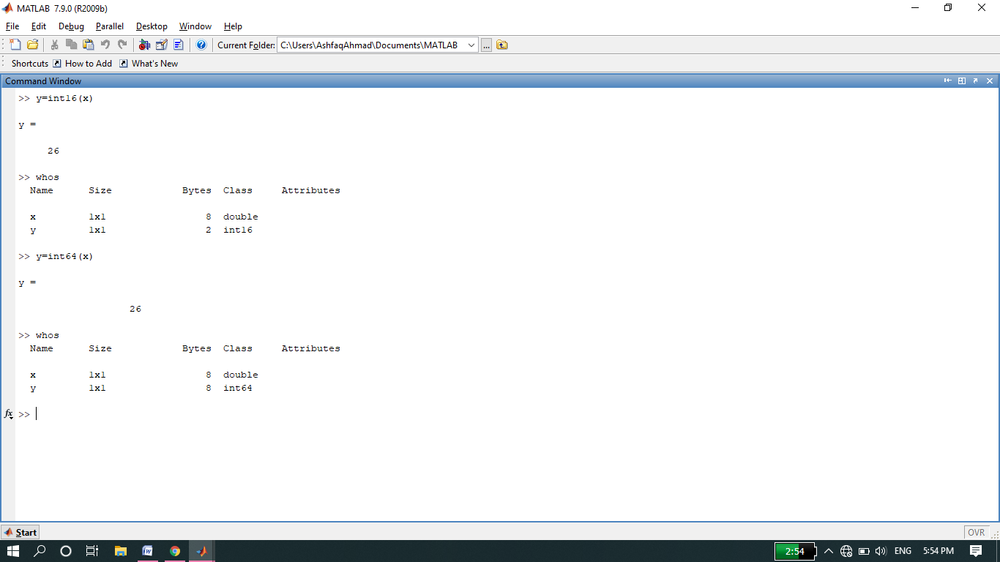 MATLAB 7.9.0 (R2009b)
File Edit Debug Parallel Desktop Window Help
Current Folder: C:\Users\AshfaqAhmad\Documents\MATLAB ...
Shortcuts How to Add What's New
Command Window
>> y=int16(x)
y =
26
>> whos
Name Size Bytes Class Attributes
x 1x1 8 double
y 1x1 2 int16
>> y=int64(x)
y =
26
>> whos
Name Size Bytes Class Attributes
x 1x1 8 double
y 1x1 8 int64
fx >>
Start OVR
2:54 ENG 5:54 PM